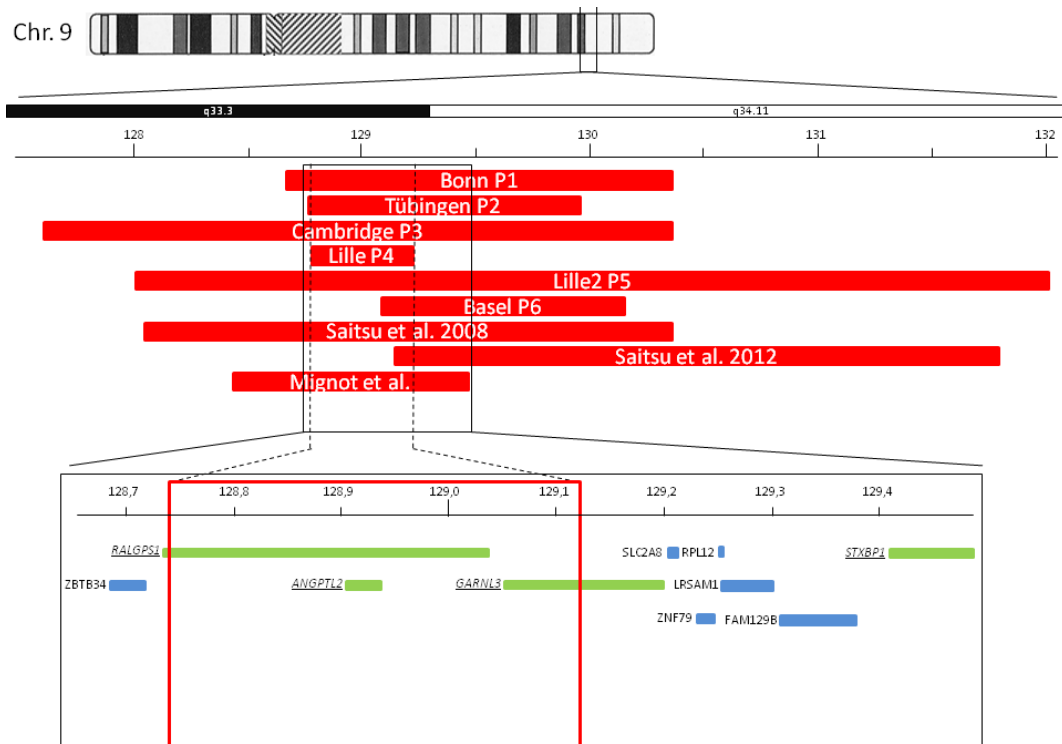 Chr. 9
q33.3 q34.11
128 129 130 131 132
Bonn P1
Tübingen P2
Cambridge P3
Lille P4
Lille2 P5
Basel P6
Saitsu et al. 2008
Saitsu et al. 2012
Mignot et al.
128,7 128,8 128,9 129,0 129,1 129,2 129,3 129,4
RALGPS1 SLC2A8 RPL12 STXBP1
ZBTB34 ANGPTL2 GARNL3 LRSAM1
ZNF79 FAM129B